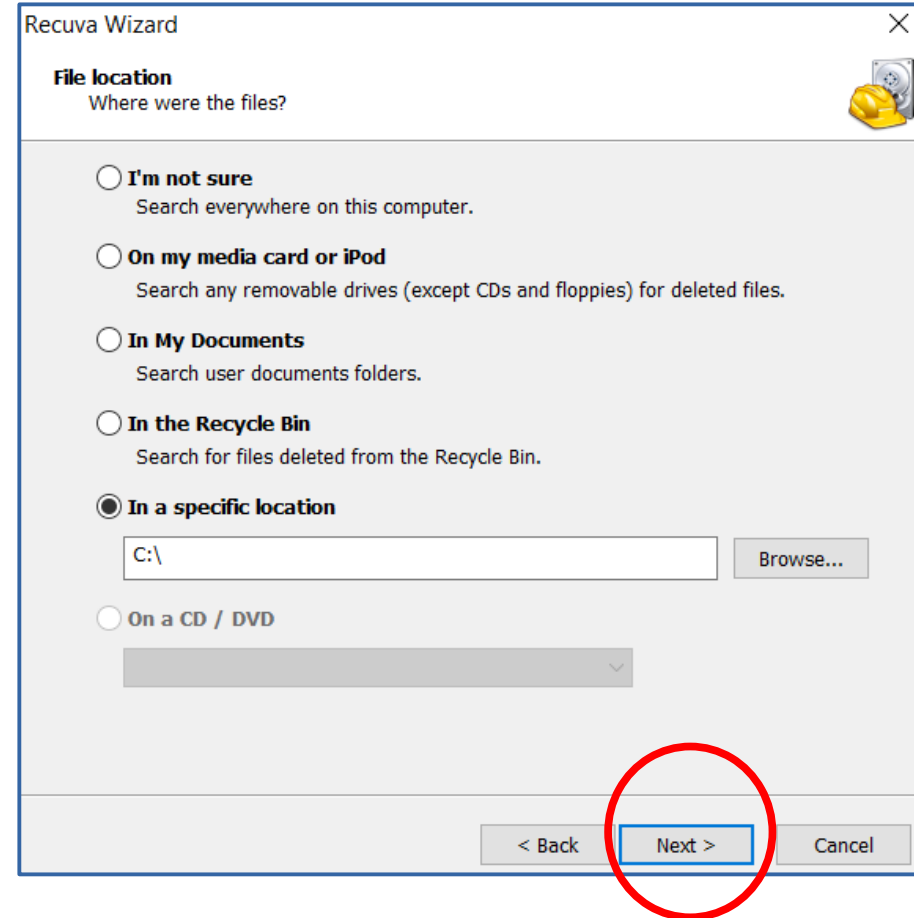 Recuva Wizard
File location
Where were the files?
I'm not sure
Search everywhere on this computer.
On my media card or iPod
Search any removable drives (except CDs and floppies) for deleted files.
In My Documents
Search user documents folders.
In the Recycle Bin
Search for files deleted from the Recycle Bin.
In a specific location
C:\
Browse...
On a CD / DVD
< Back Next > Cancel